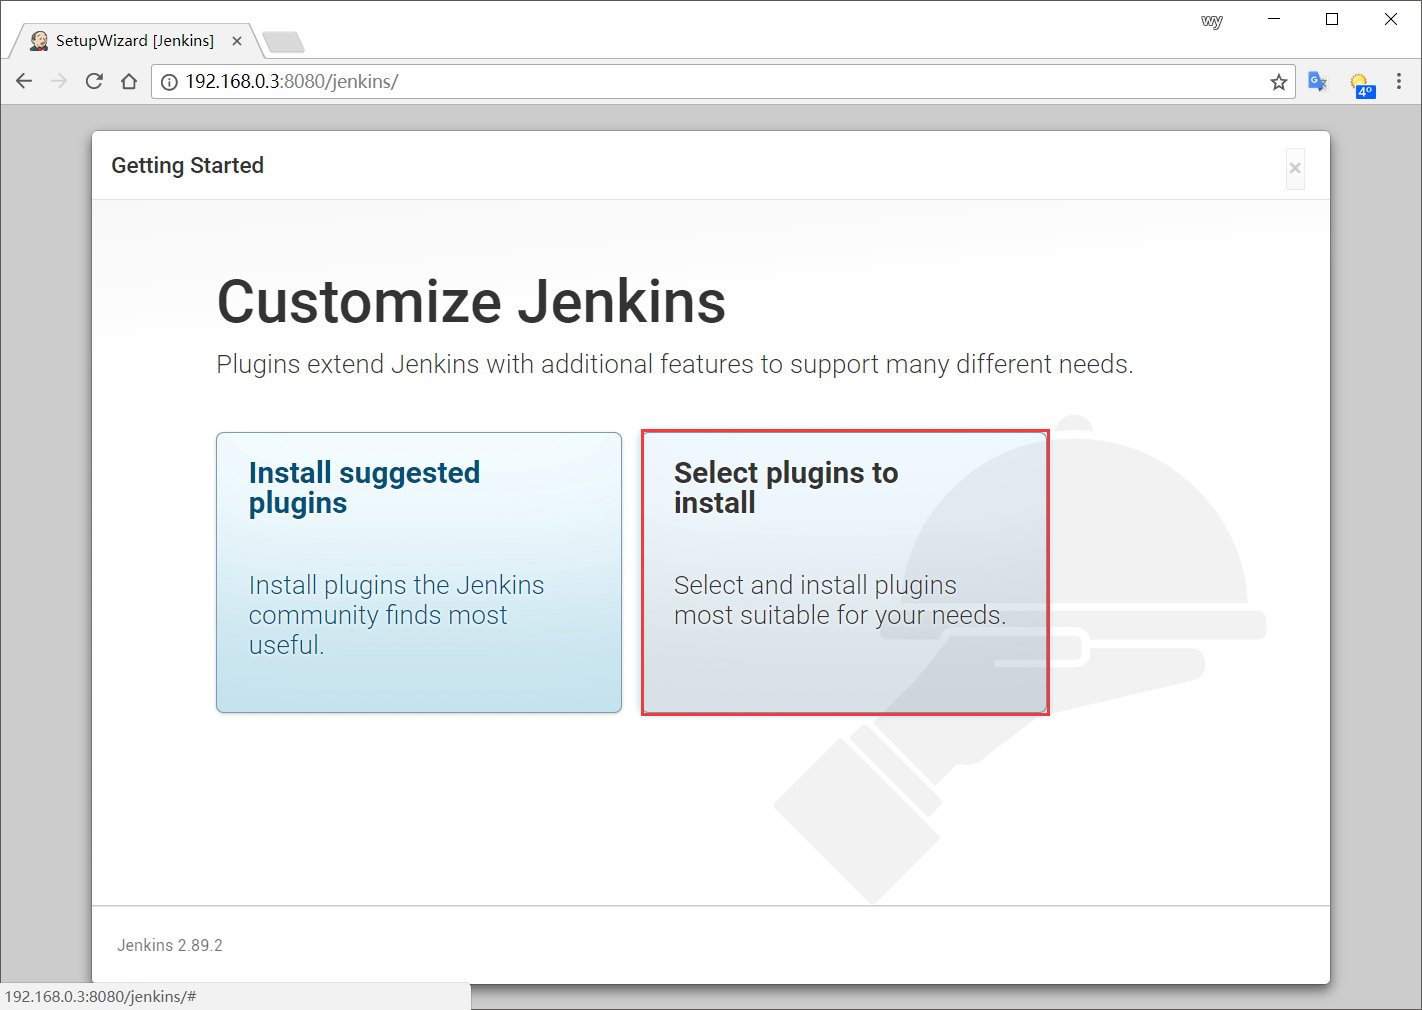 wy
SetupWizard [Jenkins]
192.168.0.3:8080/jenkins/
4°
Getting Started
Customize Jenkins
Plugins extend Jenkins with additional features to support many different needs.
Install suggested
plugins
Install plugins the Jenkins
community finds most
useful.
Select plugins to
install
Select and install plugins
most suitable for your needs.
Jenkins 2.89.2
192.168.0.3:8080/jenkins/#